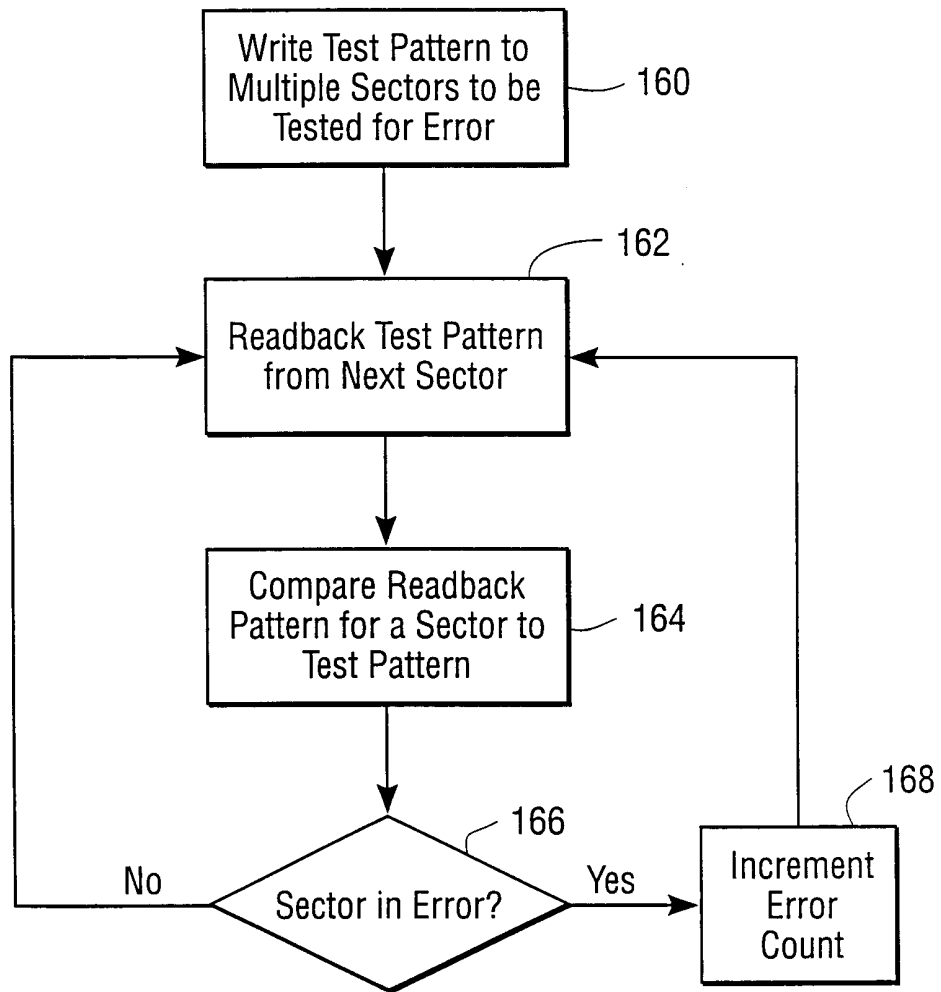 Write Test Pattern to
Multiple Sectors to be
Tested for Error
160
162
Readback Test Pattern
from Next Sector
Compare Readback
Pattern for a Sector to
Test Pattern
164
166
168
No
Sector in Error?
Yes
Increment
Error
Count